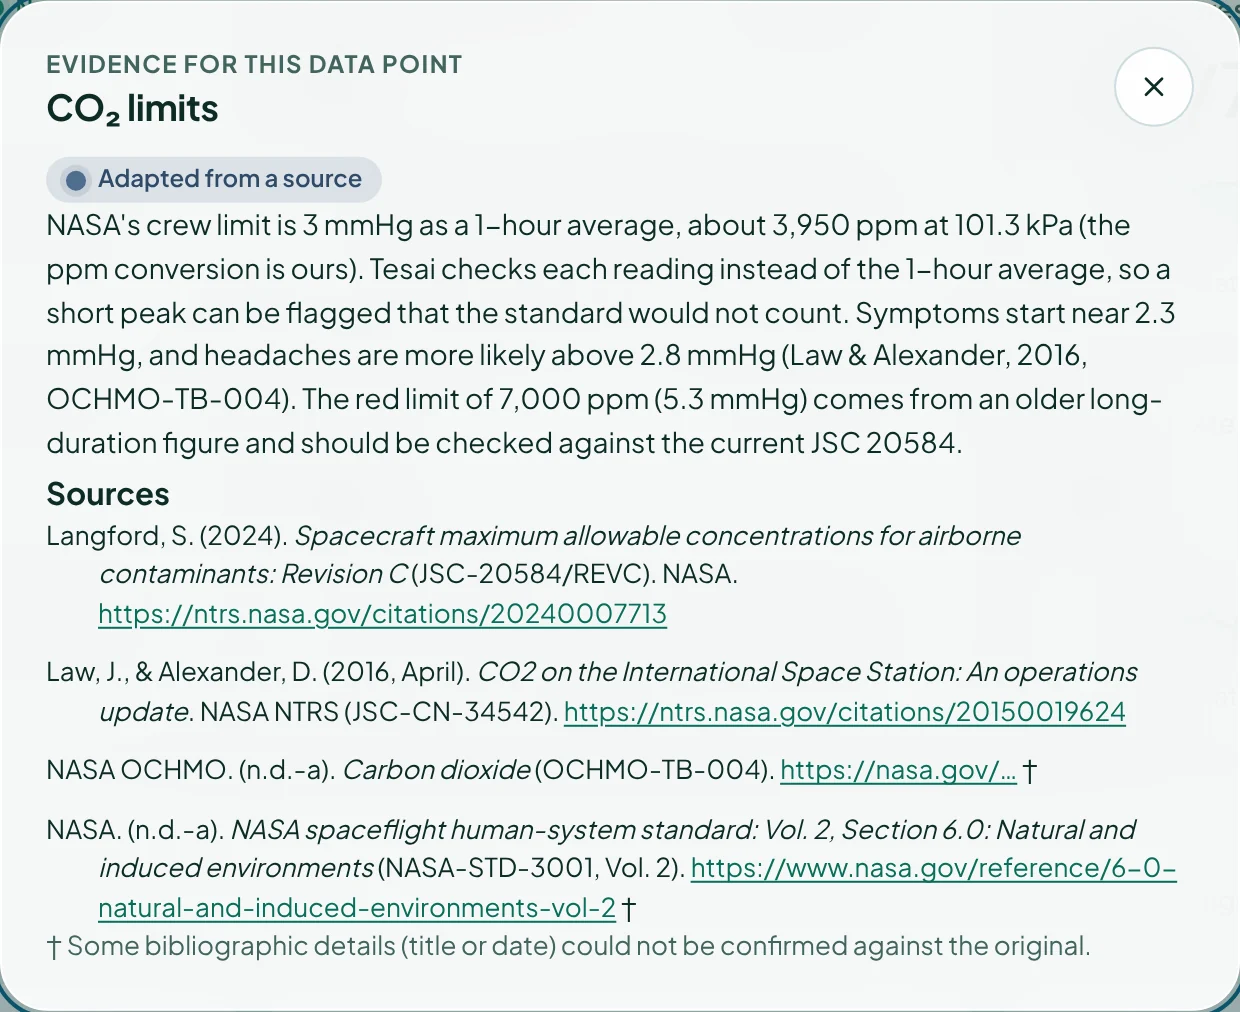 EVIDENCE FOR THIS DATA POINT
CO₂ limits
Adapted from a source
NASA's crew limit is 3 mmHg as a 1-hour average, about 3,950 ppm at 101.3 kPa (the
ppm conversion is ours). Tesai checks each reading instead of the 1-hour average, so a
short peak can be flagged that the standard would not count. Symptoms start near 2.3
mmHg, and headaches are more likely above 2.8 mmHg (Law & Alexander, 2016,
OCHMO-TB-004). The red limit of 7,000 ppm (5.3 mmHg) comes from an older long-
duration figure and should be checked against the current JSC 20584.
Sources
Langford, S. (2024). Spacecraft maximum allowable concentrations for airborne
contaminants: Revision C (JSC-20584/REVC). NASA.
https://ntrs.nasa.gov/citations/20240007713
Law, J., & Alexander, D. (2016, April). CO2 on the International Space Station: An operations
update. NASA NTRS (JSC-CN-34542). https://ntrs.nasa.gov/citations/20150019624
NASA OCHMO. (n.d.-a). Carbon dioxide (OCHMO-TB-004). https://nasa.gov/… †
NASA. (n.d.-a). NASA spaceflight human-system standard: Vol. 2, Section 6.0: Natural and
induced environments (NASA-STD-3001, Vol. 2). https://www.nasa.gov/reference/6-0-
natural-and-induced-environments-vol-2 †
† Some bibliographic details (title or date) could not be confirmed against the original.